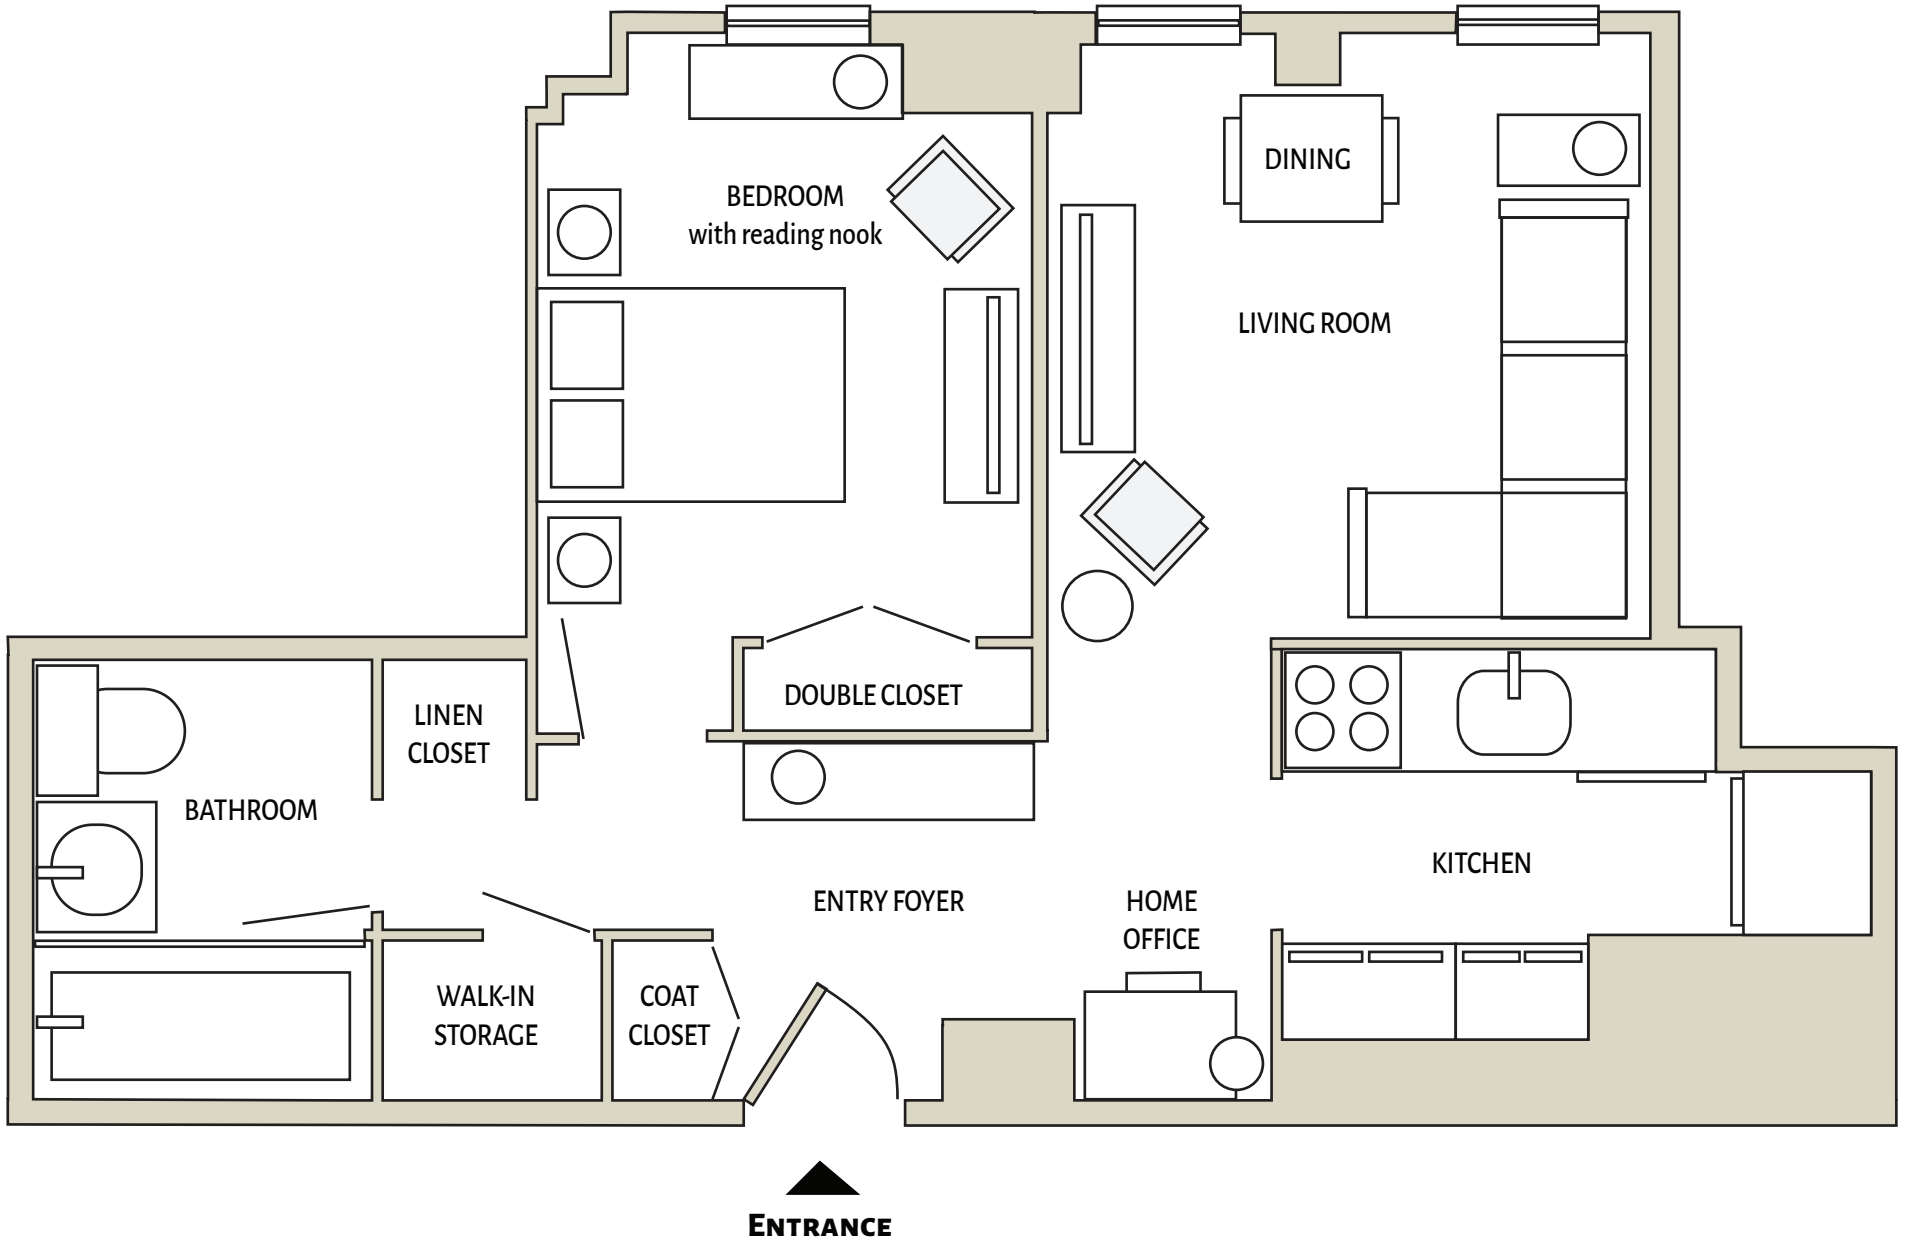 DINING
BEDROOM
with reading nook
LIVING ROOM
DOUBLE CLOSET
LINEN
CLOSET
BATHROOM
KITCHEN
ENTRY FOYER
HOME
OFFICE
WALK-IN
STORAGE
COAT
CLOSET
ENTRANCE